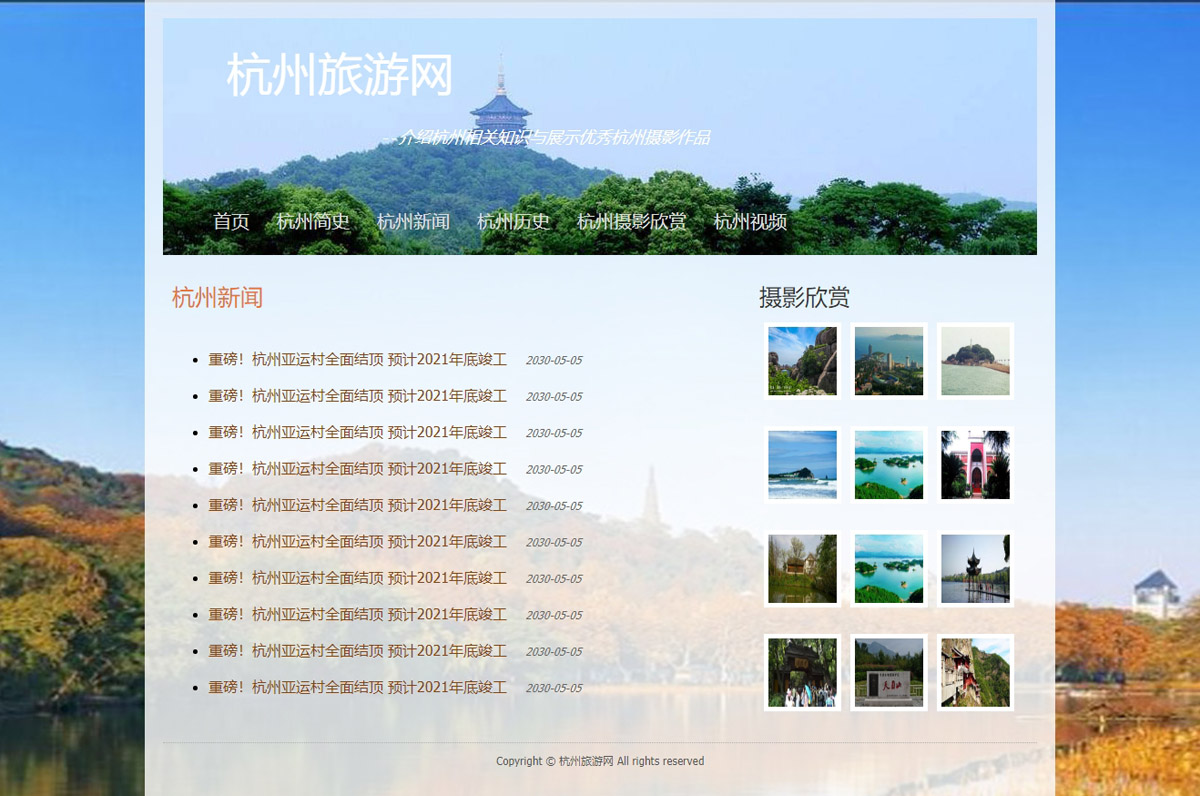 杭州旅游网
---介绍杭州相关知识与展示优秀杭州摄影作品
首页 杭州简史 杭州新闻 杭州历史 杭州摄影欣赏 杭州视频
杭州新闻
重磅！杭州亚运村全面结顶 预计2021年底竣工 2030-05-05
重磅！杭州亚运村全面结顶 预计2021年底竣工 2030-05-05
重磅！杭州亚运村全面结顶 预计2021年底竣工 2030-05-05
重磅！杭州亚运村全面结顶 预计2021年底竣工 2030-05-05
重磅！杭州亚运村全面结顶 预计2021年底竣工 2030-05-05
重磅！杭州亚运村全面结顶 预计2021年底竣工 2030-05-05
重磅！杭州亚运村全面结顶 预计2021年底竣工 2030-05-05
重磅！杭州亚运村全面结顶 预计2021年底竣工 2030-05-05
重磅！杭州亚运村全面结顶 预计2021年底竣工 2030-05-05
重磅！杭州亚运村全面结顶 预计2021年底竣工 2030-05-05
摄影欣赏
Copyright © 杭州旅游网 All rights reserved